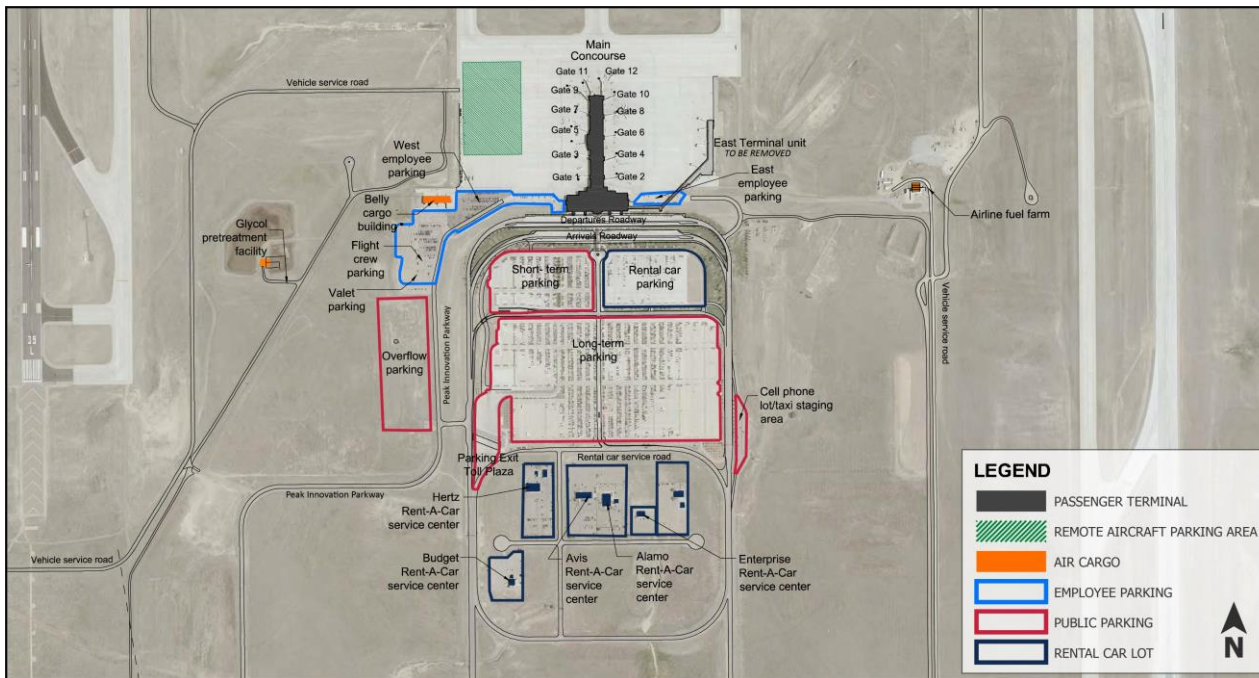 Main
Concourse
Gate 11
Gate 12
Gate 9
Gate 10
Gate 7
Gate 8
Gate 5
Gate 6
Gate 3
Gate 4
Gate 1
Gate 2
Vehicle service road
West
employee
parking
East Terminal unit
TO BE REMOVED
East
employee
parking
Belly
cargo
building
Glycol
pretreatment
facility
Flight
crew
parking
Valet
parking
Airline fuel farm
Departures Roadway
Arrivals Roadway
Short- term
parking
Rental car
parking
Vehicle service road
Overflow
parking
Peak Innovation Parkway
Long-term
parking
Cell phone
lot/taxi staging
area
35
L
Parking Exit
Toll Plaza
Rental car service road
Peak Innovation Parkway
Hertz
Rent-A-Car
service center
Vehicle service road
Budget
Rent-A-Car
service center
Avis
Rent-A-Car
service
center
Alamo
Rent-A-Car
service
center
Enterprise
Rent-A-Car
service center
LEGEND
PASSENGER TERMINAL
REMOTE AIRCRAFT PARKING AREA
AIR CARGO
EMPLOYEE PARKING
PUBLIC PARKING
RENTAL CAR LOT
N